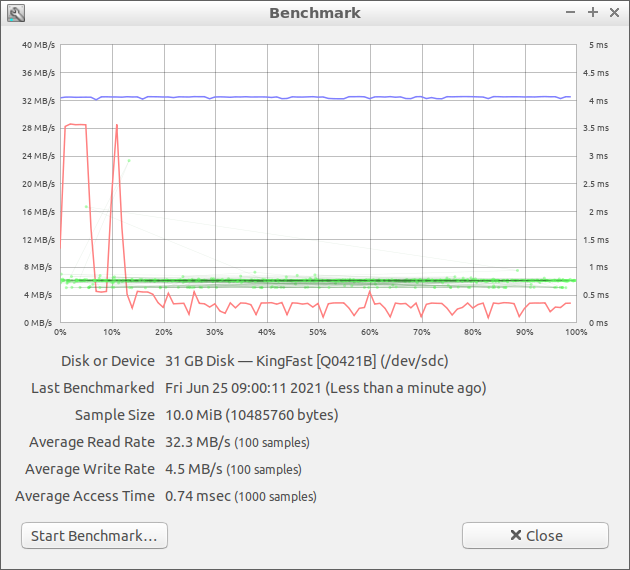 Benchmark
40 MB/s
36 MB/s
32 MB/s
28 MB/s
24 MB/s
20 MB/s
16 MB/s
12 MB/s
8 MB/s
4 MB/s
0 MB/s
5 ms
4.5 ms
4 ms
3.5 ms
3 ms
2.5 ms
2 ms
1.5 ms
1 ms
0.5 ms
0 ms
0% 10% 20% 30% 40% 50% 60% 70% 80% 90% 100%
Disk or Device 31 GB Disk — KingFast [Q0421B] (/dev/sdc)
Last Benchmarked Fri Jun 25 09:00:11 2021 (Less than a minute ago)
Sample Size 10.0 MiB (10485760 bytes)
Average Read Rate 32.3 MB/s (100 samples)
Average Write Rate 4.5 MB/s (100 samples)
Average Access Time 0.74 msec (1000 samples)
Start Benchmark... Close